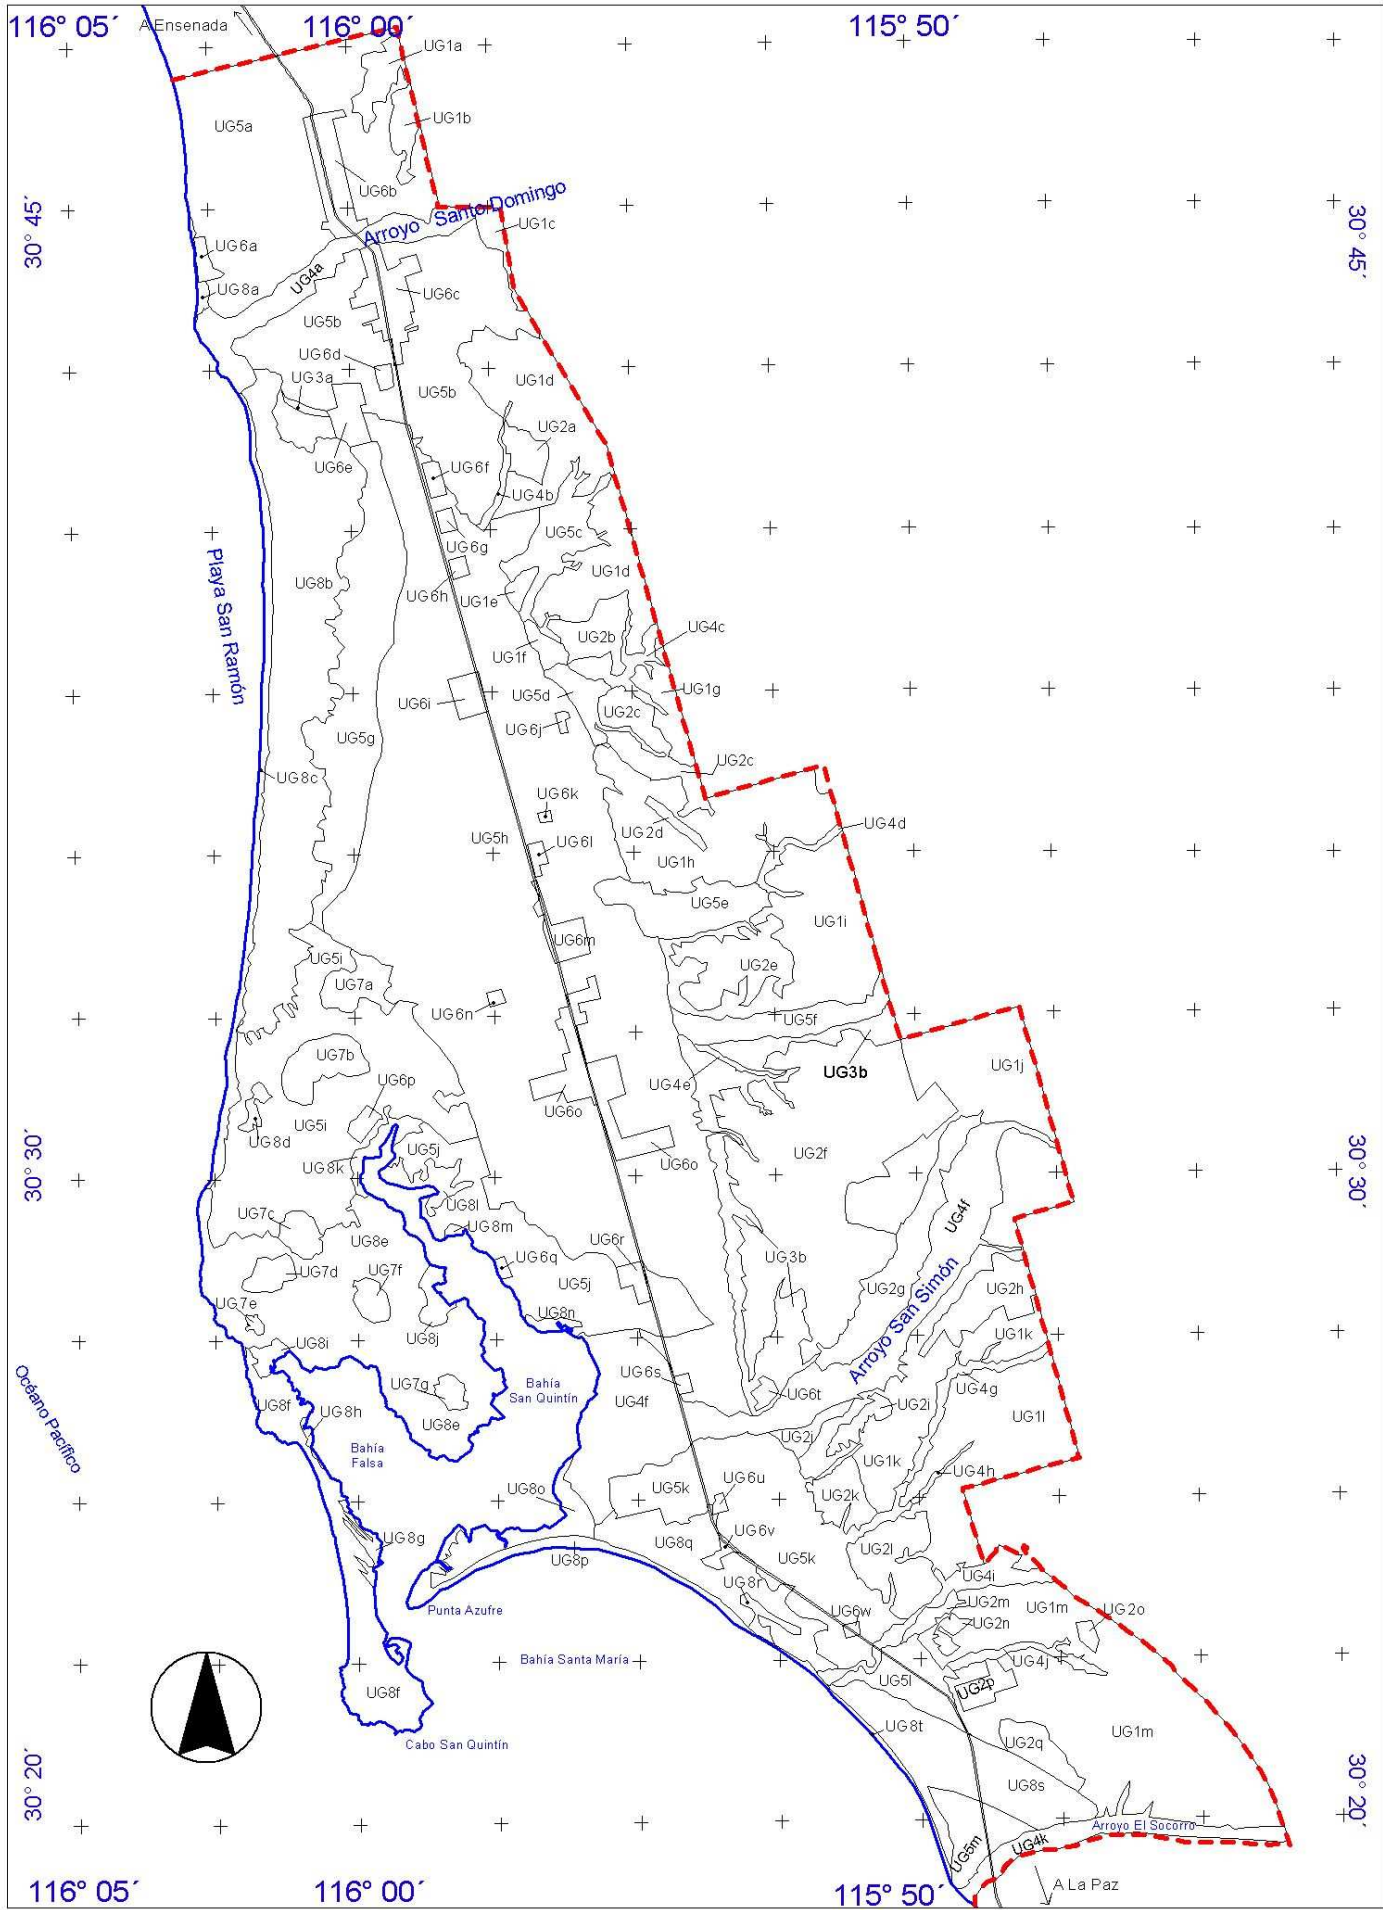 116° 05´
A Ensenada
116° 00´
115° 50´
UG1a
UG5a
UG1b
UG6b
Arroyo Santo Domingo
30° 45´
30° 45´
UG1c
UG6a
UG4a
UG8a
UG6c
UG5b
UG6d
UG3a
UG5b
UG1d
UG2a
UG6e
UG6f
UG4b
UG5c
UG6g
Playa San Ramón
UG8b
UG6h
UG1e
UG1d
UG4c
UG2b
UG1f
UG1g
UG5d
UG6i
UG2c
UG6j
UG5g
UG2c
UG8c
UG6k
UG4d
UG2d
UG5h
UG6l
UG1h
UG5e
UG1i
UG6m
UG5i
UG2e
UG7a
UG6n
UG5f
UG7b
UG1j
UG3b
UG4e
UG6p
UG6o
UG5i
UG8d
UG5j
UG6o
UG2f
30° 30´
30° 30´
UG8k
UG8l
UG7c
UG8m
UG4f
UG8e
UG6r
UG3b
UG6q
UG7d
UG7f
UG5j
UG2g
UG2h
Arroyo San Simón
UG7e
UG8n
UG8j
UG1k
UG8i
Océano Pacífico
UG6s
UG4g
UG7g
Bahía
San Quintín
UG6t
UG8f
UG8h
UG4f
UG2i
UG8e
UG1l
UG2j
Bahía
Falsa
UG1k
UG4h
UG6u
UG5k
UG8o
UG2k
UG8g
UG8q
UG6v
UG2l
UG8p
UG5k
UG4i
UG8r
UG2m
UG1m
UG2o
Punta Azufre
UG6w
UG2n
Bahía Santa María
UG4j
UG5l
UG8f
UG2p
UG8t
UG1m
Cabo San Quintín
UG2q
30° 20´
30° 20´
UG8s
Arroyo El Socorro
UG4k
UG5m
A La Paz
116° 05´
116° 00´
115° 50´